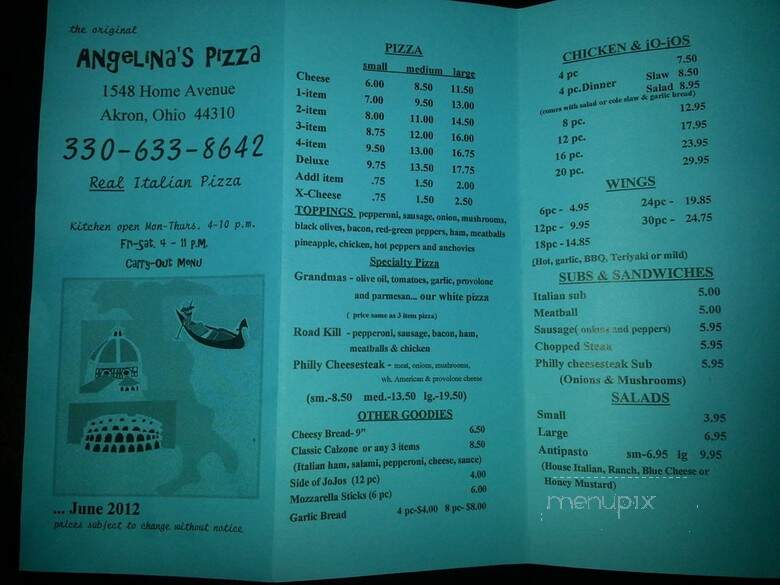 the original
Angelina's Pizza
1548 Home Avenue
Akron, Ohio 44310
330-633-8642
Real Italian Pizza
Kitchen open Mon-Thurs. 4-10 p.m.
Fri-Sat. 4 - 11 P.M.
Carry-Out Menu
... June 2012
prices subject to change without notice
PIZZA
small medium large
Cheese 6.00 8.50 11.50
1-item 7.00 9.50 13.00
2-item 8.00 11.00 14.50
3-item 8.75 12.00 16.00
4-item 9.50 13.00 16.75
Deluxe 9.75 13.50 17.75
Addl item .75 1.50 2.00
X-Cheese .75 1.50 2.50
TOPPINGS pepperoni, sausage, onion, mushrooms,
black olives, bacon, red-green peppers, ham, meatballs
pineapple, chicken, hot peppers and anchovies
Specialty Pizza
Grandmas - olive oil, tomatoes, garlic, provolone
and parmesan... our white pizza
( price same as 3 item pizza)
Road Kill - pepperoni, sausage, bacon, ham,
meatballs & chicken
Philly Cheesesteak - meat, onions, mushrooms,
wh. American & provolone cheese
(sm.-8.50 med.-13.50 lg.-19.50)
OTHER GOODIES
Cheesy Bread- 9" 6.50
Classic Calzone or any 3 items 8.50
(Italian ham, salami, pepperoni, cheese, sauce)
Side of JoJos (12 pc) 4.00
Mozzarella Sticks (6 pc) 6.00
Garlic Bread 4 pc-$4.00 8 pc- $8.00
CHICKEN & JO-JOS
4 pc 7.50
4 pc.Dinner Slaw 8.50
Salad 8.95
(comes with salad or cole slaw & garlic bread)
8 pc. 12.95
12 pc. 17.95
16 pc. 23.95
20 pc. 29.95
WINGS
6pc - 4.95 24pc - 19.85
12pc - 9.95 30pc - 24.75
18pc -14.85
(Hot, garlic, BBQ, Teriyaki or mild)
SUBS & SANDWICHES
Italian sub 5.00
Meatball 5.00
Sausage( onions and peppers) 5.95
Chopped Steak 5.95
Philly cheesesteak Sub 5.95
(Onions & Mushrooms)
SALADS
Small 3.95
Large 6.95
Antipasto sm-6.95 lg 9.95
(House Italian, Ranch, Blue Cheese or
Honey Mustard)
menupix